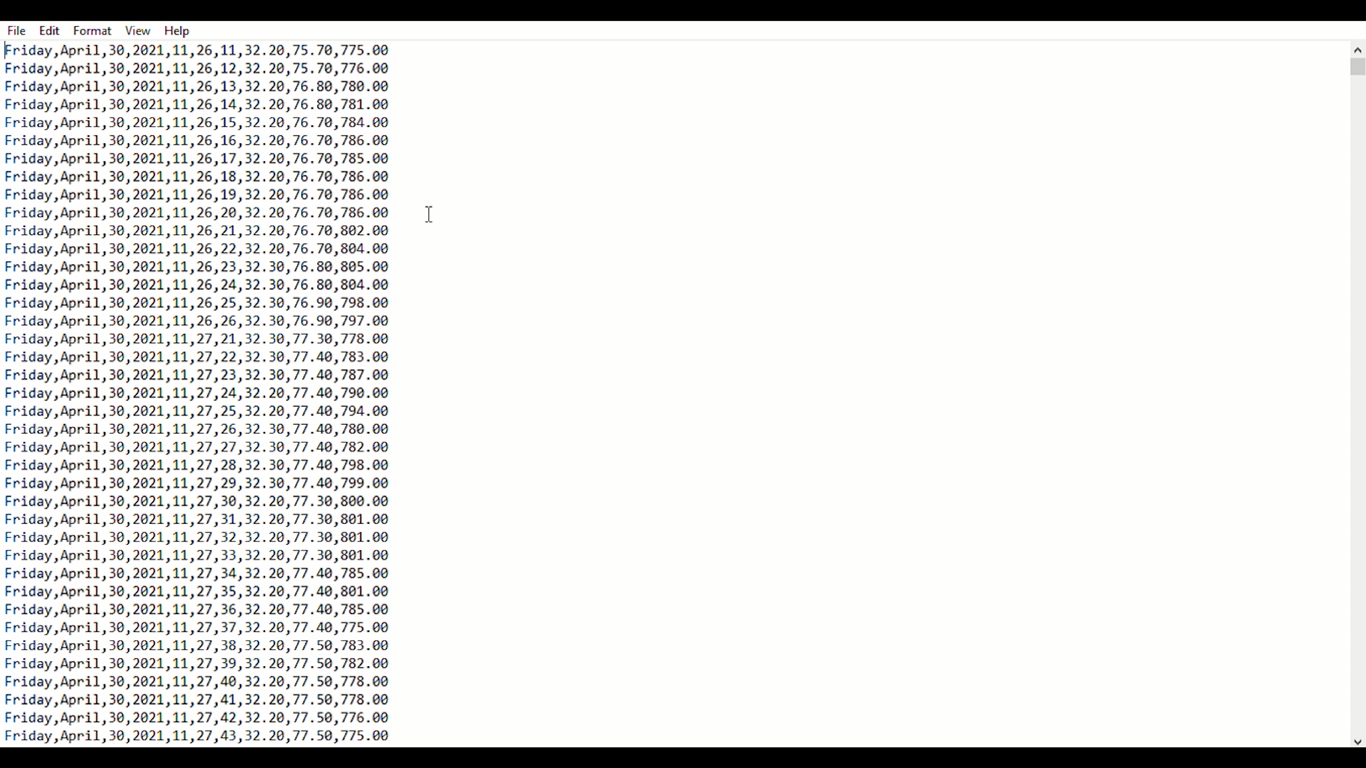 File Edit Format View Help
Friday,April,30,2021,11,26,11,32.20,75.70,775.00
Friday,April,30,2021,11,26,12,32.20,75.70,776.00
Friday,April,30,2021,11,26,13,32.20,76.80,780.00
Friday,April,30,2021,11,26,14,32.20,76.80,781.00
Friday,April,30,2021,11,26,15,32.20,76.70,784.00
Friday,April,30,2021,11,26,16,32.20,76.70,786.00
Friday,April,30,2021,11,26,17,32.20,76.70,785.00
Friday,April,30,2021,11,26,18,32.20,76.70,786.00
Friday,April,30,2021,11,26,19,32.20,76.70,786.00
Friday,April,30,2021,11,26,20,32.20,76.70,786.00
Friday,April,30,2021,11,26,21,32.20,76.70,802.00
Friday,April,30,2021,11,26,22,32.20,76.70,804.00
Friday,April,30,2021,11,26,23,32.30,76.80,805.00
Friday,April,30,2021,11,26,24,32.30,76.80,804.00
Friday,April,30,2021,11,26,25,32.30,76.90,798.00
Friday,April,30,2021,11,26,26,32.30,76.90,797.00
Friday,April,30,2021,11,27,21,32.30,77.30,778.00
Friday,April,30,2021,11,27,22,32.30,77.40,783.00
Friday,April,30,2021,11,27,23,32.30,77.40,787.00
Friday,April,30,2021,11,27,24,32.20,77.40,790.00
Friday,April,30,2021,11,27,25,32.20,77.40,794.00
Friday,April,30,2021,11,27,26,32.30,77.40,780.00
Friday,April,30,2021,11,27,27,32.30,77.40,782.00
Friday,April,30,2021,11,27,28,32.30,77.40,798.00
Friday,April,30,2021,11,27,29,32.30,77.40,799.00
Friday,April,30,2021,11,27,30,32.20,77.30,800.00
Friday,April,30,2021,11,27,31,32.20,77.30,801.00
Friday,April,30,2021,11,27,32,32.20,77.30,801.00
Friday,April,30,2021,11,27,33,32.20,77.30,801.00
Friday,April,30,2021,11,27,34,32.20,77.40,785.00
Friday,April,30,2021,11,27,35,32.20,77.40,801.00
Friday,April,30,2021,11,27,36,32.20,77.40,785.00
Friday,April,30,2021,11,27,37,32.20,77.40,775.00
Friday,April,30,2021,11,27,38,32.20,77.50,783.00
Friday,April,30,2021,11,27,39,32.20,77.50,782.00
Friday,April,30,2021,11,27,40,32.20,77.50,778.00
Friday,April,30,2021,11,27,41,32.20,77.50,778.00
Friday,April,30,2021,11,27,42,32.20,77.50,776.00
Friday,April,30,2021,11,27,43,32.20,77.50,775.00